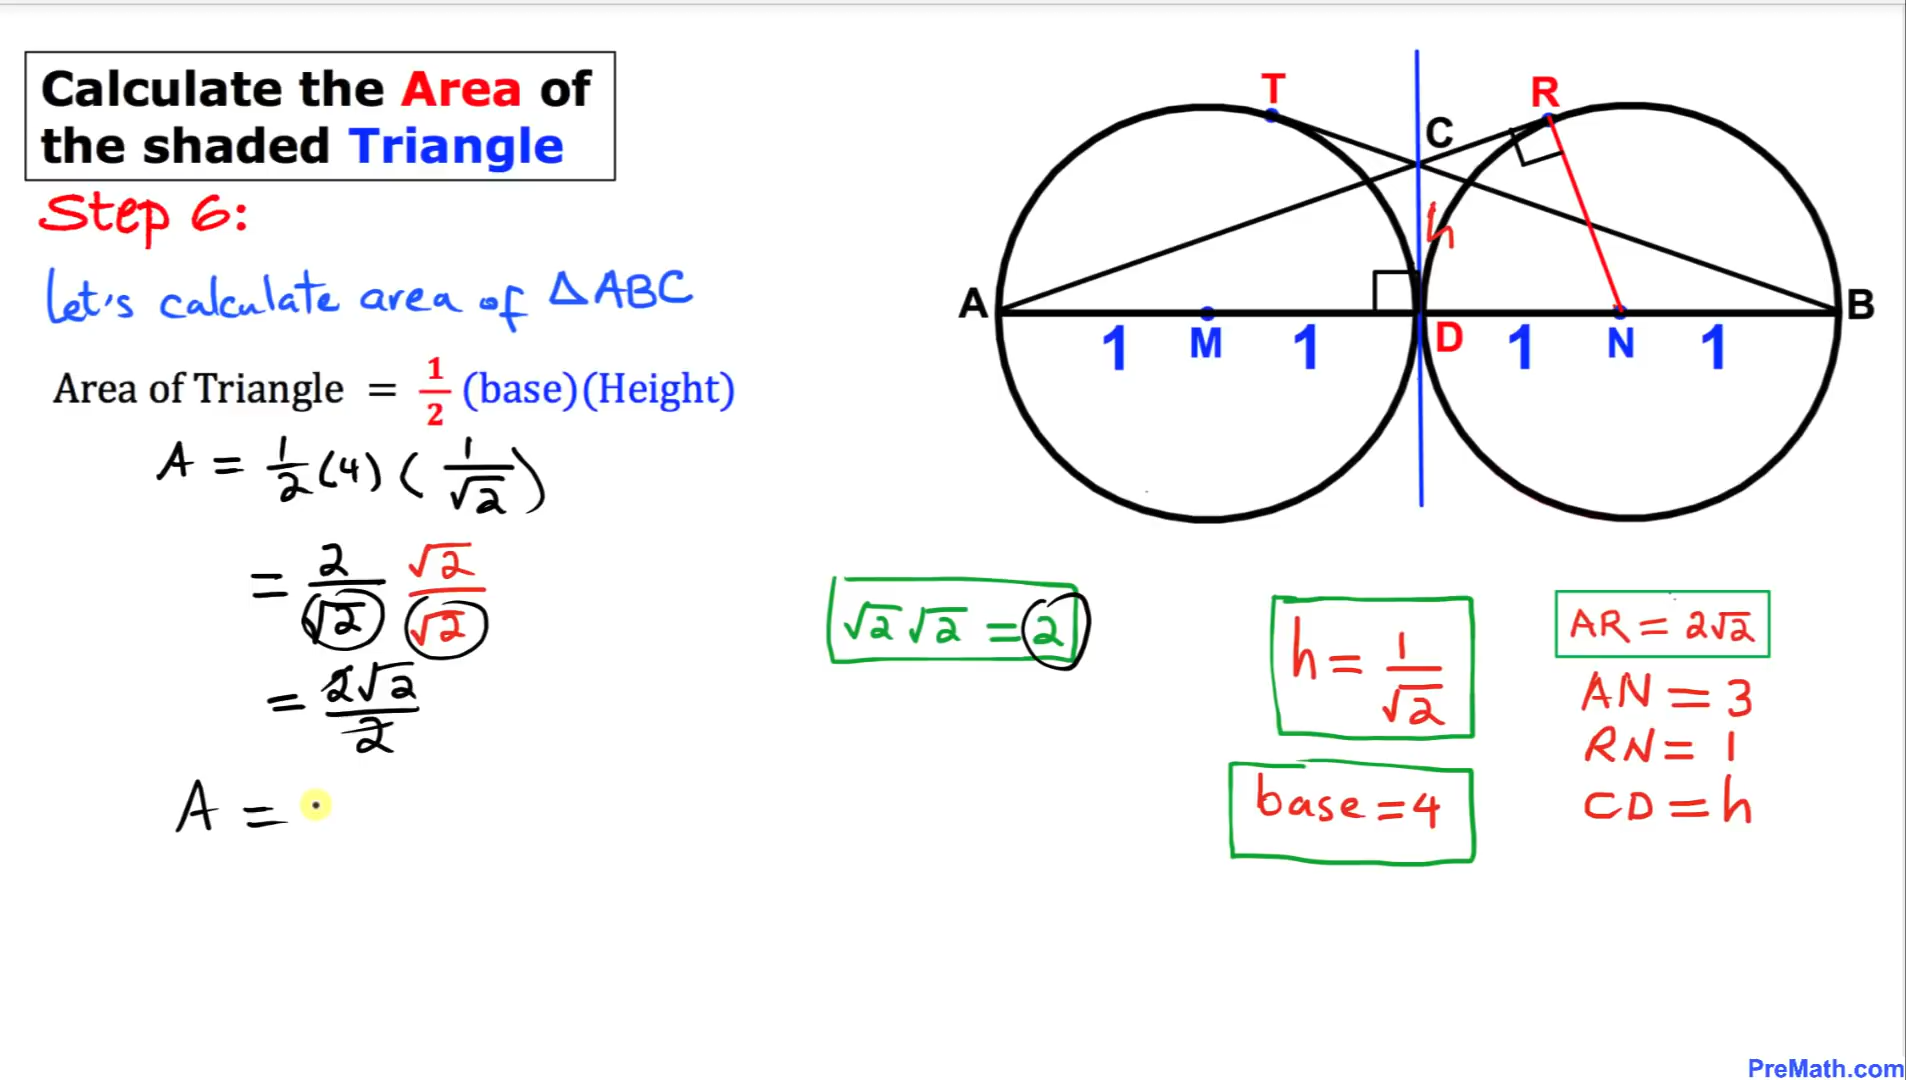 Calculate the Area of
the shaded Triangle
Step 6:
Let's calculate area of ΔABC
Area of Triangle = 1/2 (base)(Height)
A = 1/2 (4) (1/√2)
= 2/√2 √2/√2
= 2√2/2
A =
T
R
C
h
A
B
1 M 1 D 1 N 1
√2 √2 = 2
h = 1/√2
base = 4
AR = 2√2
AN = 3
RN = 1
CD = h
PreMath.com